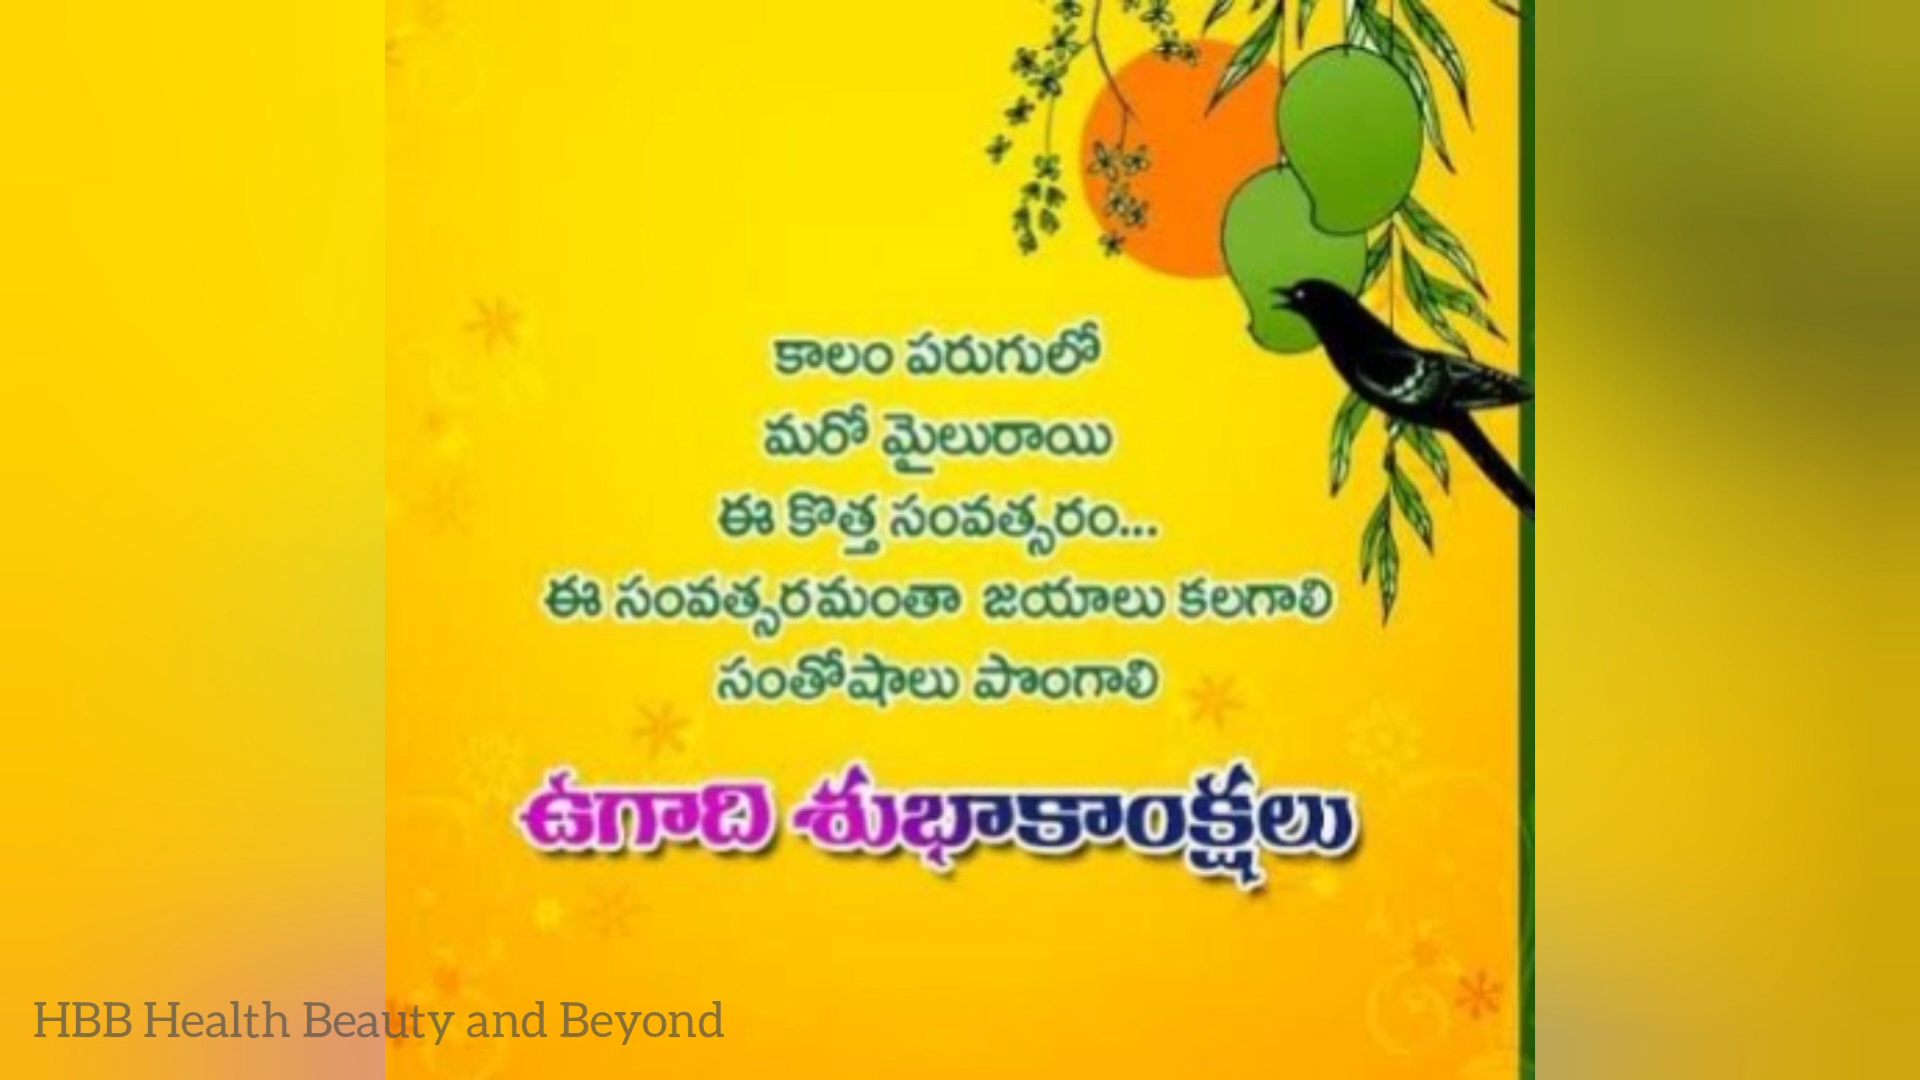 కాలం పరుగులో
మరో మైలురాయి
ఈ కొత్త సంవత్సరం...
ఈ సంవత్సరమంతా జయాలు కలగాలి
సంతోషాలు పొంగాలి
ఉగాది శుభాకాంక్షలు
HBB Health Beauty and Beyond